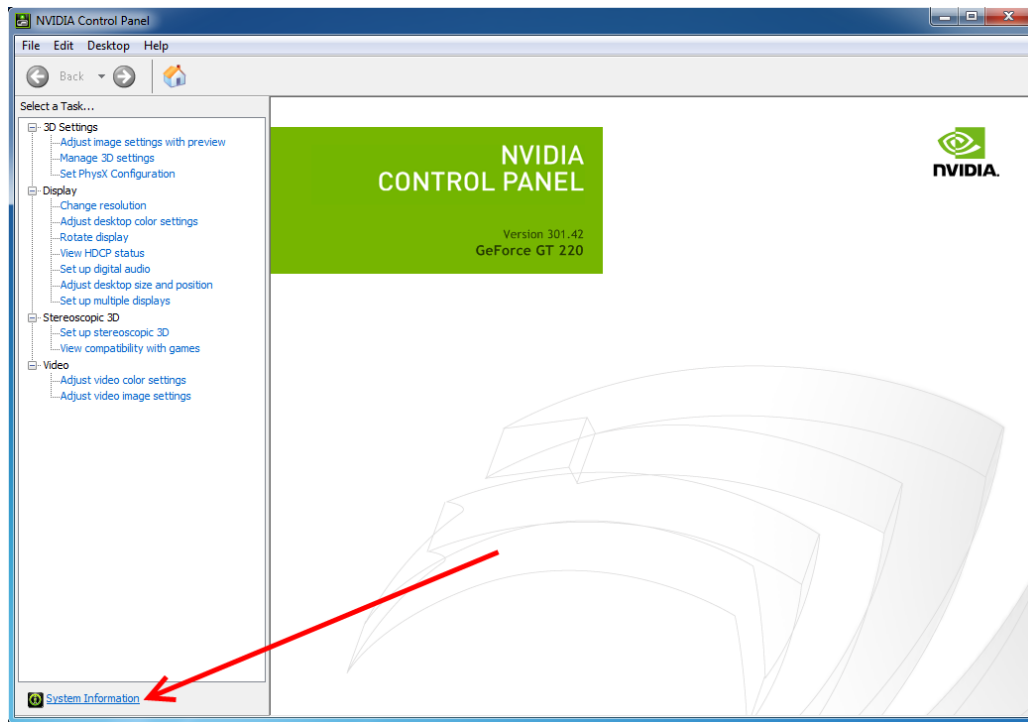 NVIDIA Control Panel
File Edit Desktop Help
Back
Select a Task...
3D Settings
Adjust image settings with preview
Manage 3D settings
Set PhysX Configuration
Display
Change resolution
Adjust desktop color settings
Rotate display
View HDCP status
Set up digital audio
Adjust desktop size and position
Set up multiple displays
Stereoscopic 3D
Set up stereoscopic 3D
View compatibility with games
Video
Adjust video color settings
Adjust video image settings
System Information
NVIDIA
CONTROL PANEL
Version 301.42
GeForce GT 220
NVIDIA.